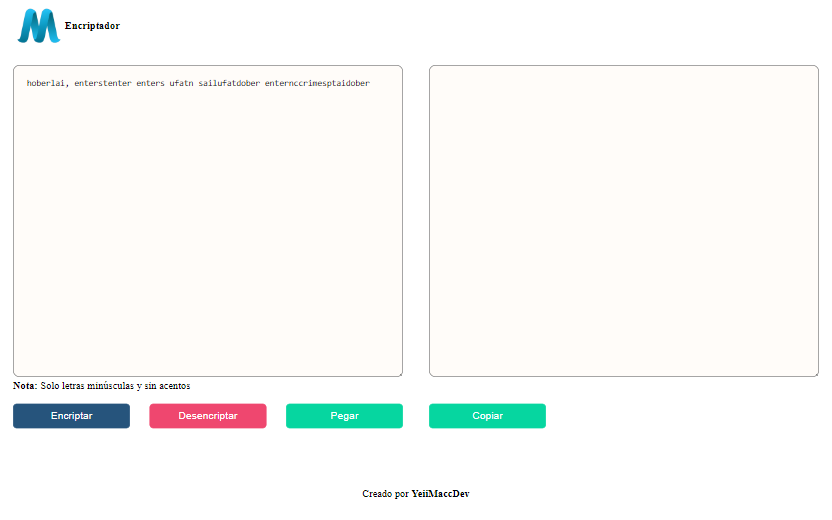 Encriptador
hoberlai, enterstenter enters ufatn sailufatdober enternccrimesptaidober
Nota: Solo letras minúsculas y sin acentos
Encriptar Desencriptar Pegar Copiar
Creado por YeiiMaccDev